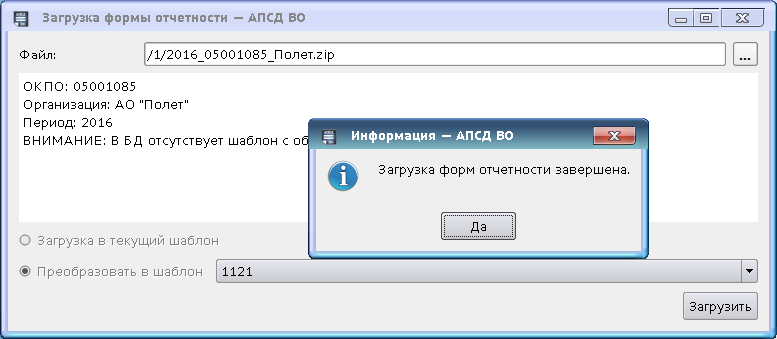 Загрузка формы отчетности — АПСД ВО
Файл: /1/2016_05001085_Полет.zip ...
ОКПО: 05001085
Организация: АО "Полет"
Период: 2016
ВНИМАНИЕ: В БД отсутствует шаблон с об
Информация — АПСД ВО
Загрузка форм отчетности завершена.
Да
Загрузка в текущий шаблон
Преобразовать в шаблон 1121
Загрузить